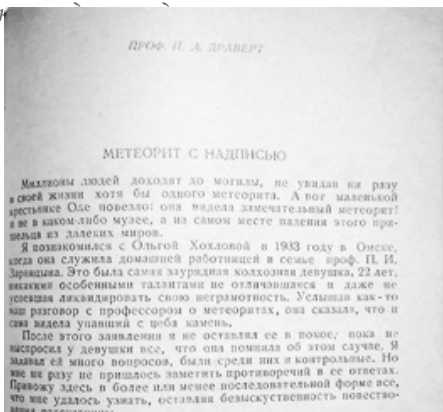 ПРОФ. П. А. ДРАВЕРТ
МЕТЕОРИТ С НАДПИСЬЮ
Миллионы людей доходят до могилы, не увидав ни разу
в своей жизни хотя бы одного метеорита. А вот маленькой
крестьянке Оле повезло: она видела замечательный метеорит!
и не в каком-либо музее, а на самом месте падения этого при-
шельца из далеких миров.
Я познакомился с Ольгой Хохловой в 1933 году в Омске,
когда она служила домашней работницей в семье проф. П. И.
Это была самая заурядная колхозная девушка, 22 лет,
никакими особенными талантами не отличавшаяся и даже не
успевшая ликвидировать свою неграмотность. Услышав как-то
наш разговор с профессором о метеоритах, она сказала, что и
сама видела упавший с неба камень.
После этого заявления я не оставлял ее в покое, пока не
выспросил у девушки все, что она помнила об этом случае. Я
задавал ей много вопросов, были среди них и контрольные. Но
мне ни разу не пришлось заметить противоречий в ее ответах.
Привожу здесь в более или менее последовательной форме все,
что мне удалось узнать, оставляя безыскуственность повество-